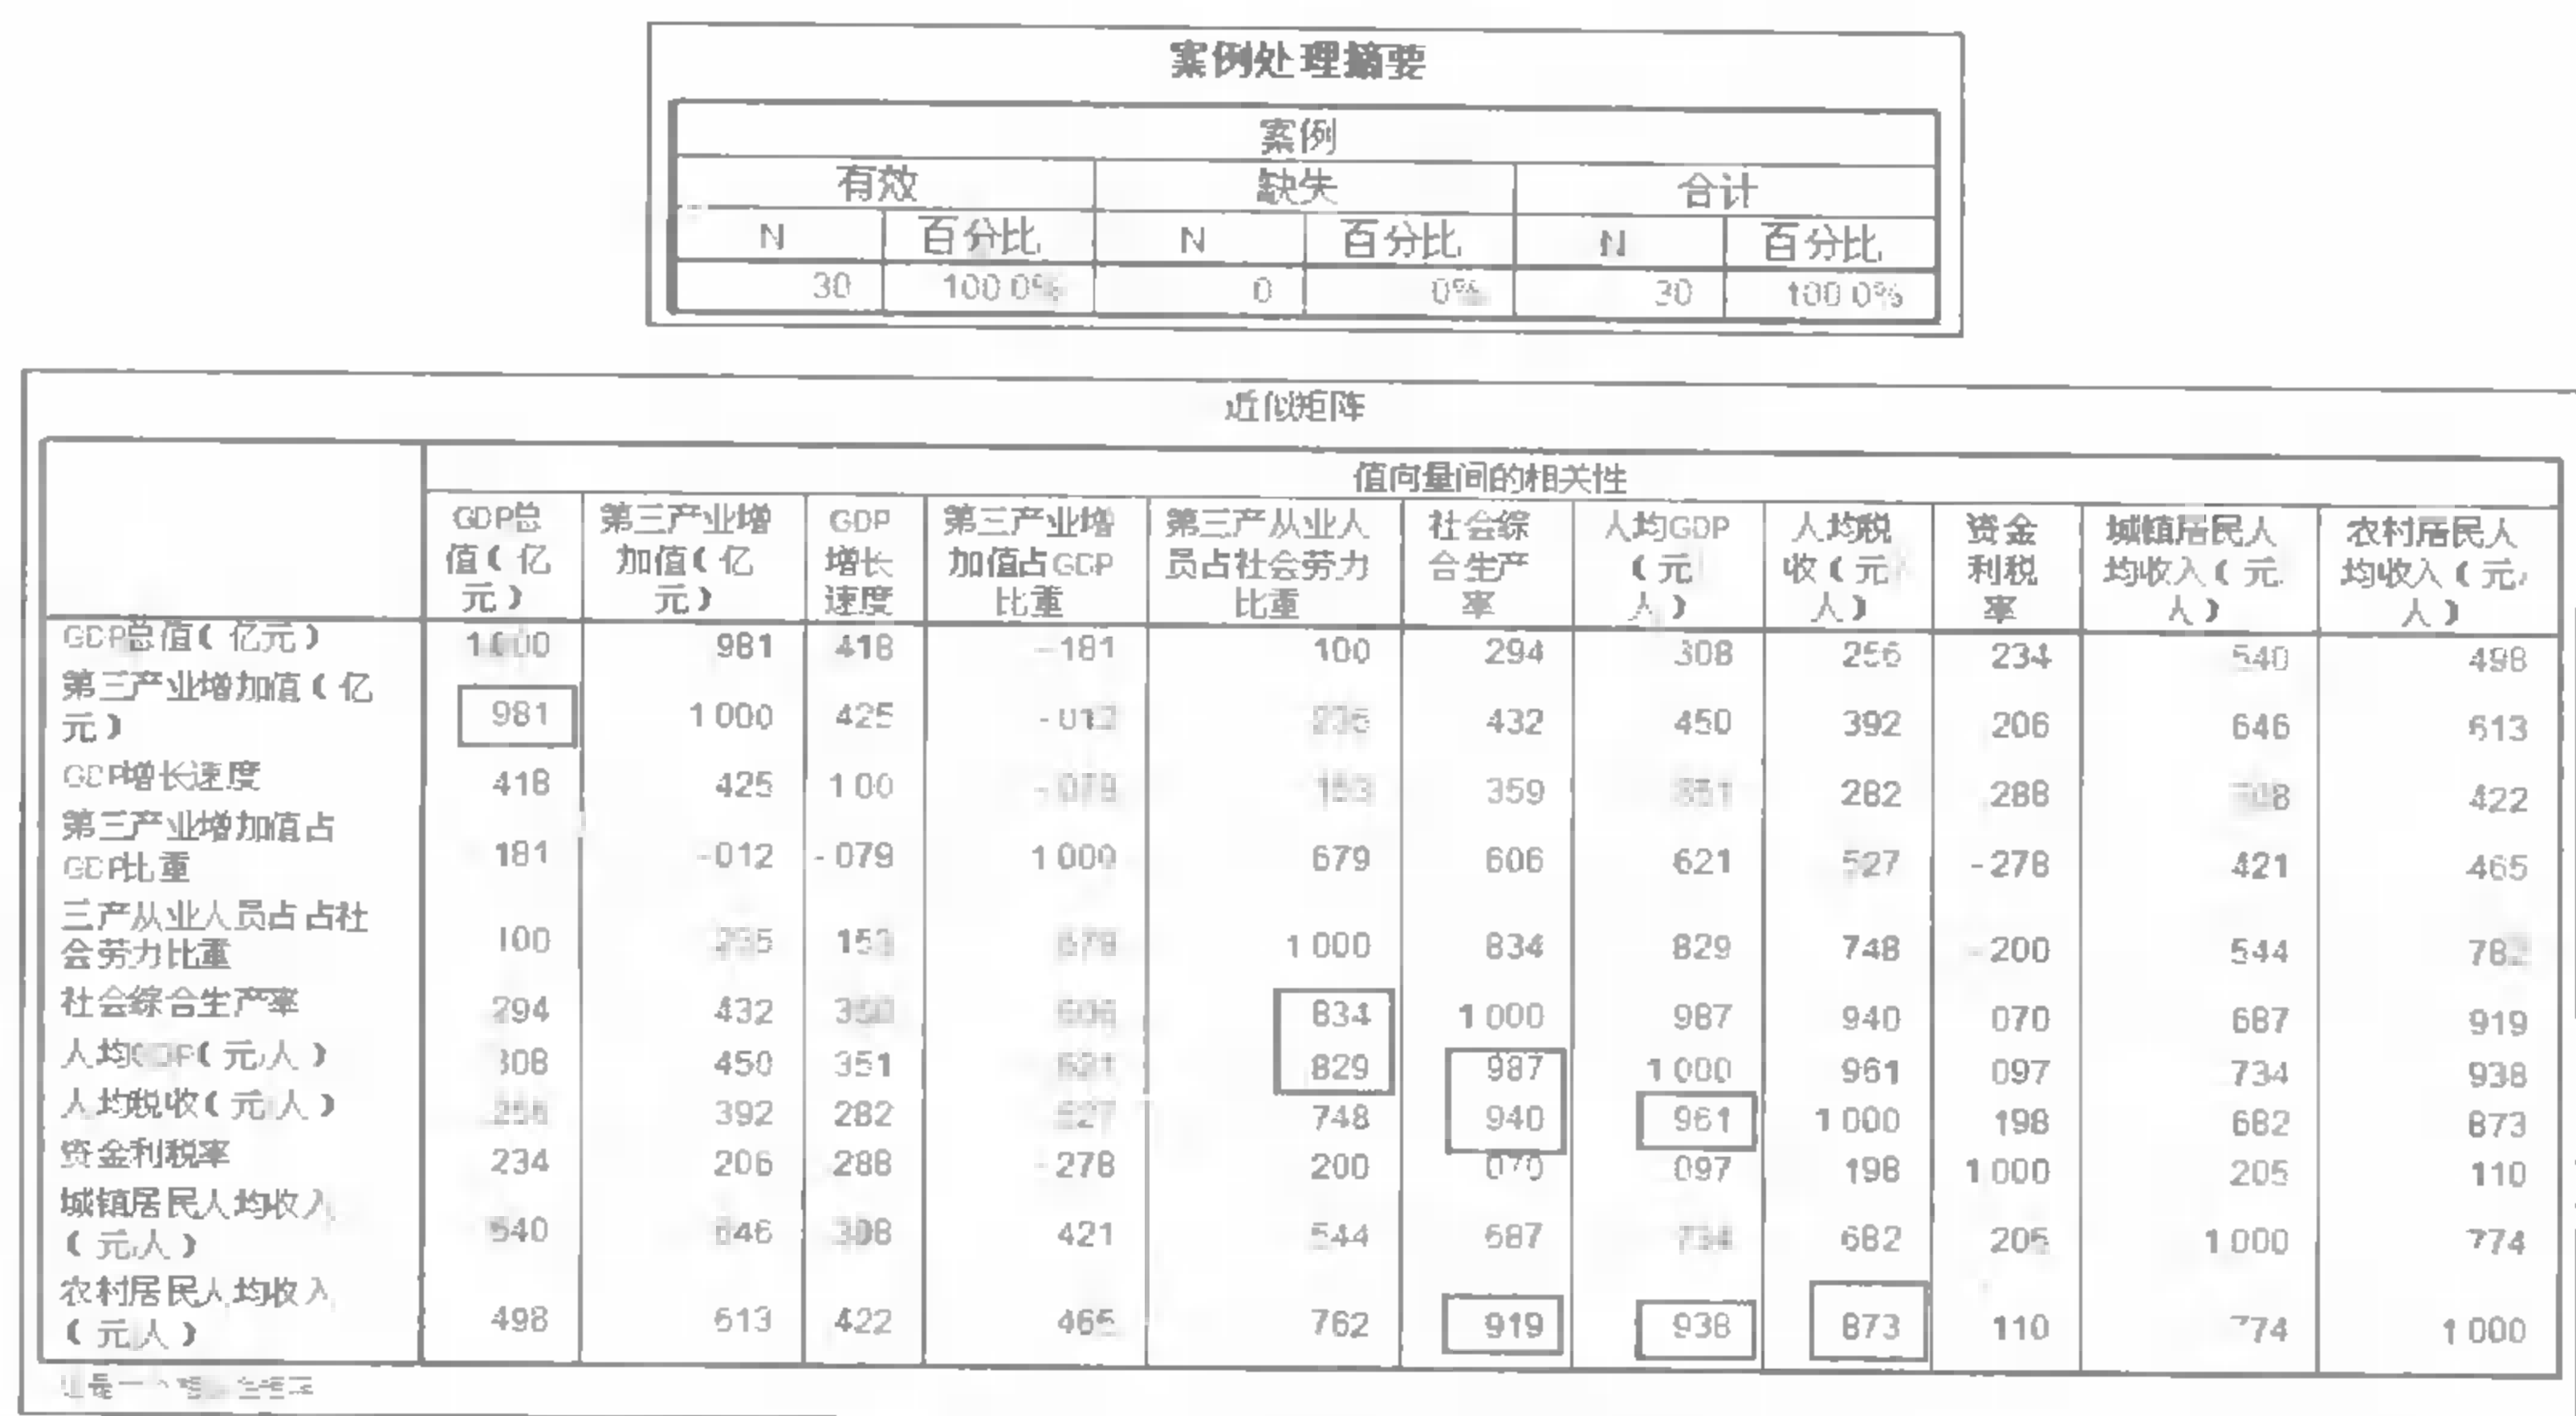 案例处理摘要
案例
有效 缺失 合计
N 百分比 N 百分比 N 百分比
30 100 0% 0 0% 30 100 0%
近似矩阵
值向量间的相关性
GDP总值(亿元) 第三产业增加值(亿元) GDP增长速度 第三产业增加值占GDP比重 第三产从业人员占社会劳力比重 社会综合生产率 人均GDP(元 人) 人均税收(元 人) 资金利税率 城镇居民人均收入(元 人) 农村居民人均收入(元/人)
GDP总值(亿元) 1 000 981 418 -181 100 294 308 256 234 540 498
第三产业增加值(亿元) 981 1 000 425 -012 432 450 392 206 646 613
GDP增长速度 418 425 1 00 359 282 288 422
第三产业增加值占GDP比重 181 -012 -079 1 000 679 606 621 527 -278 421 465
三产从业人员占占社会劳力比重 100 153 1 000 834 829 748 -200 544
社会综合生产率 294 432 834 1 000 987 940 070 687 919
人均GDP(元/人) 308 450 351 829 987 1 000 961 097 734 938
人均税收(元/人) 392 282 748 940 961 1 000 198 682 873
资金利税率 234 206 288 -278 200 070 097 198 1 000 205 110
城镇居民人均收入(元/人) 540 646 308 421 544 687 734 682 205 1 000 774
农村居民人均收入(元/人) 498 613 422 465 762 919 938 873 110 774 1 000